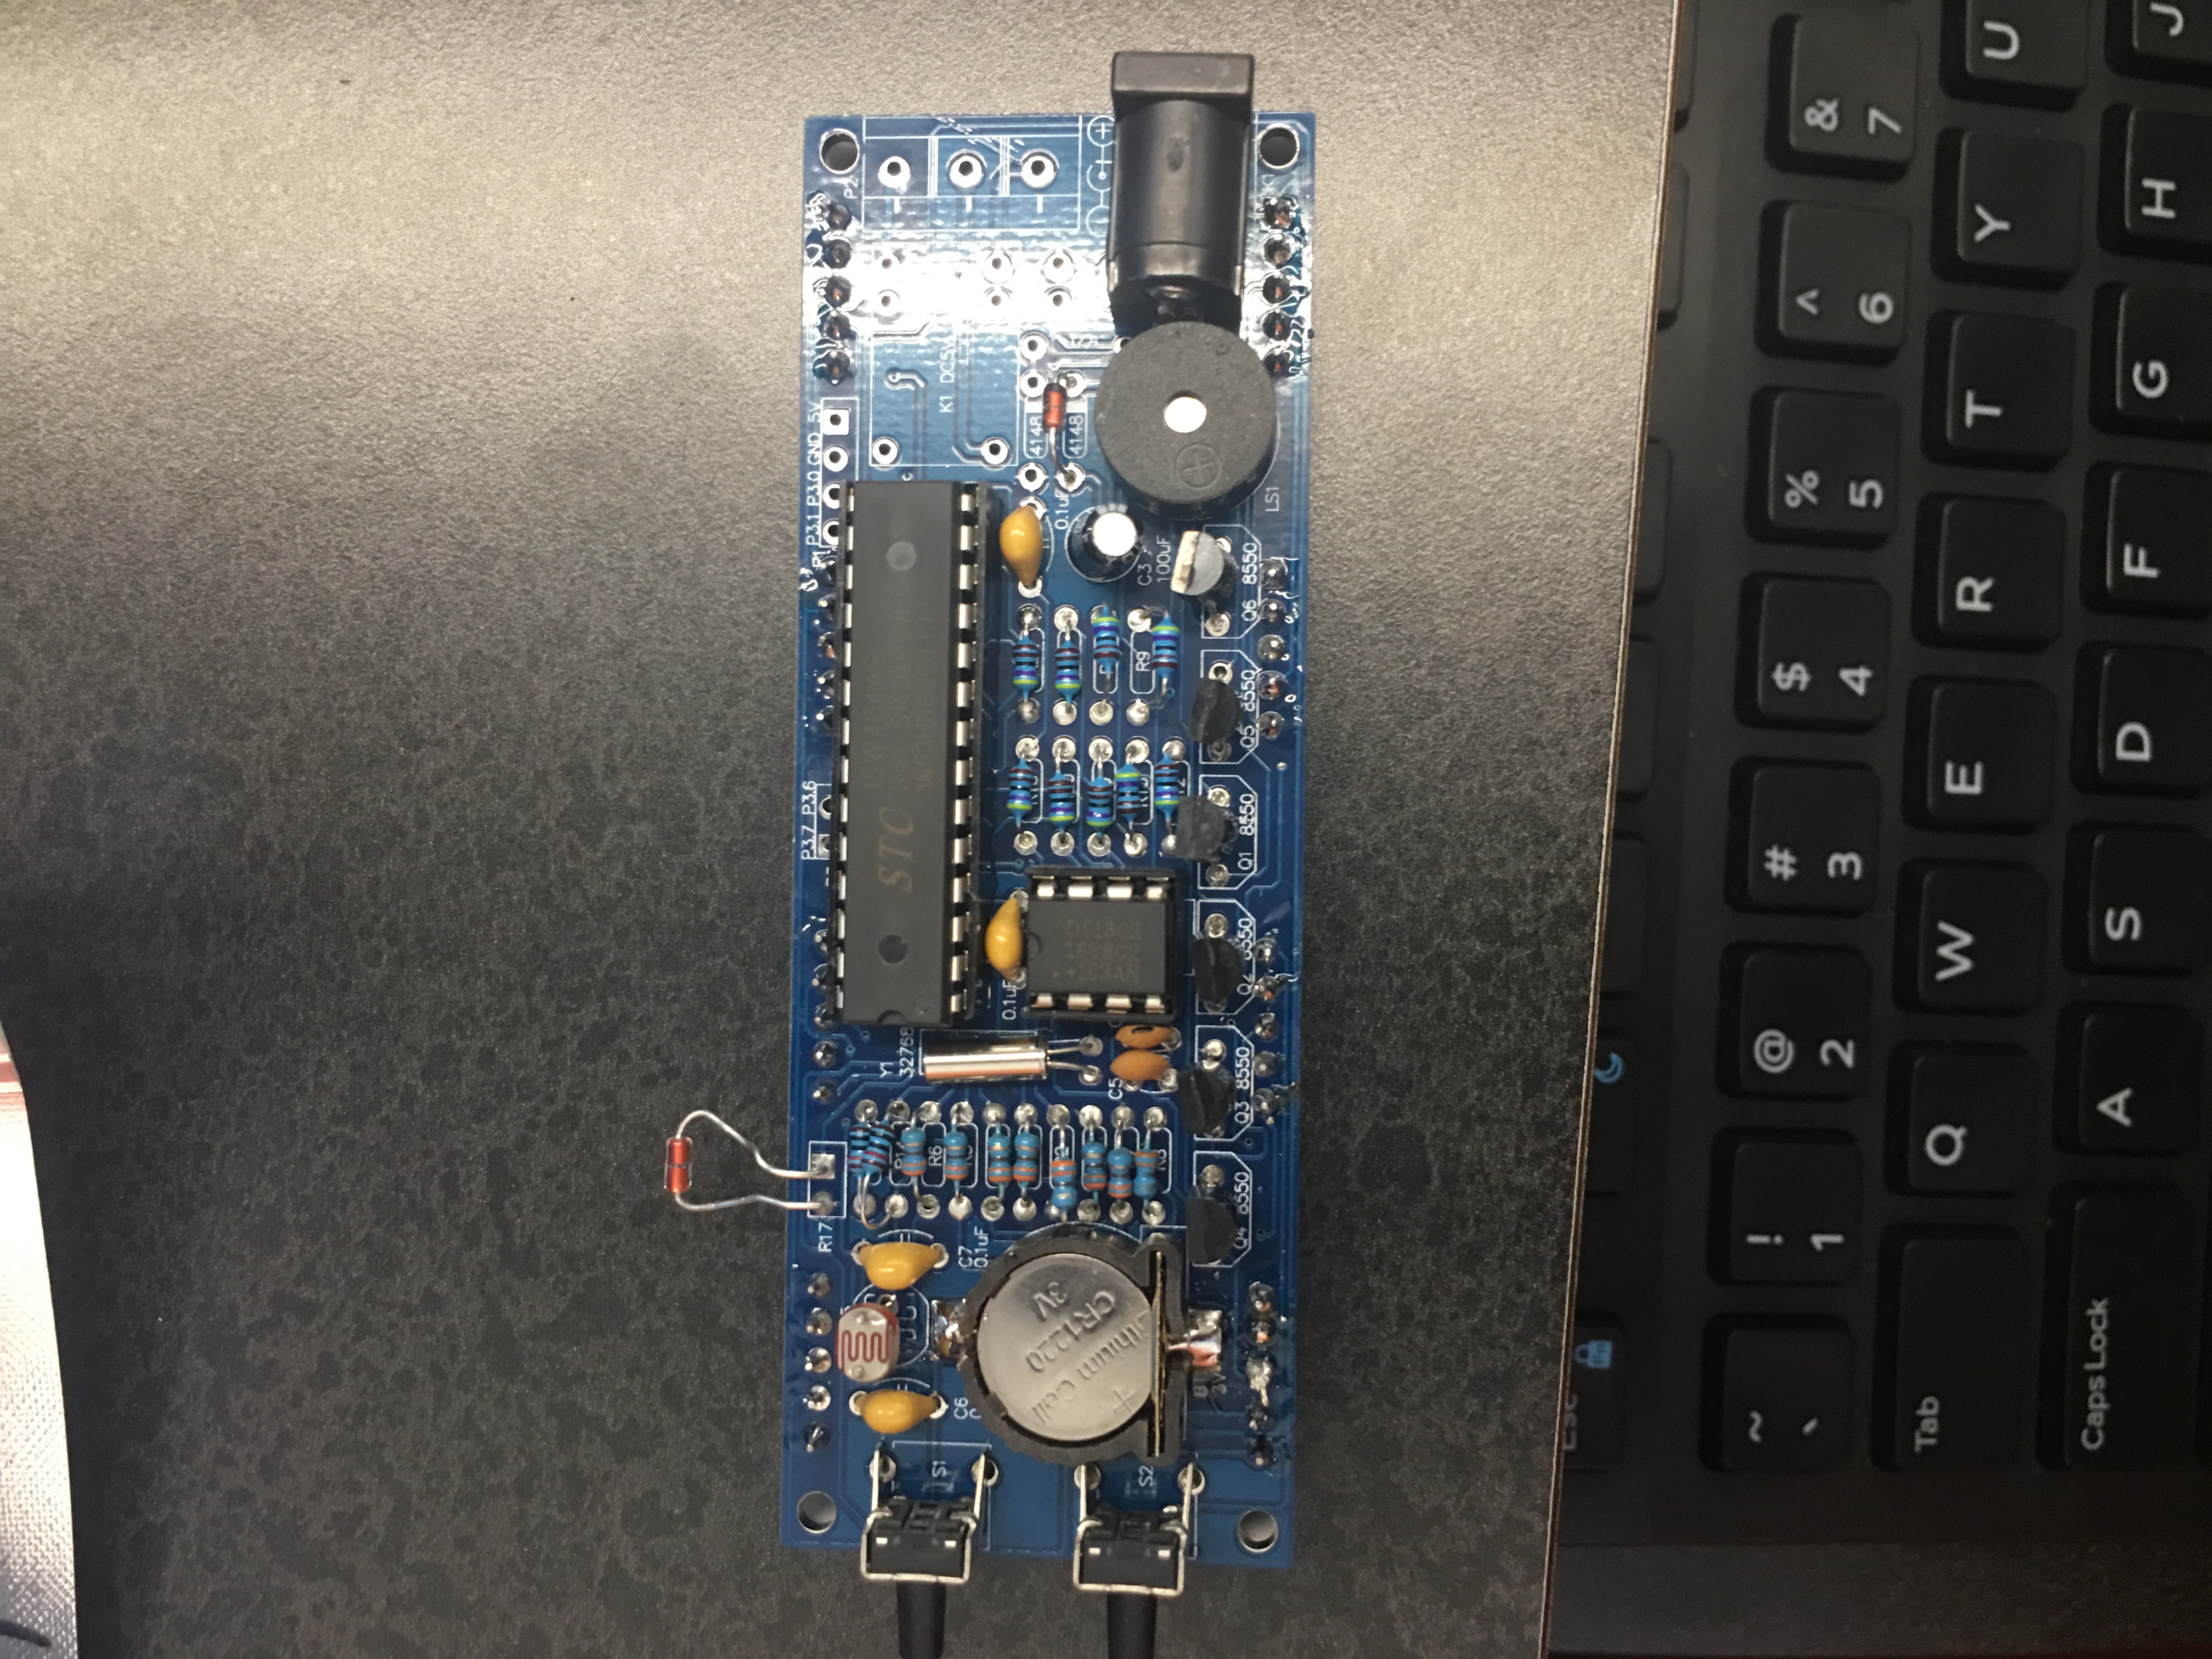 P3.7 P3.6
P3.1 P3.0 GND 5V
R17
P2
STC
Y1
32768
S1
K1 DC5V
R6
C6
C7
0.1uF
0.1uF
Lithium Cell
CR1220
3V
4148
0.1uF
4148
C5
S2
R9
C3
100uF
R8
Q4 8550
Q3 8550
Q2 8550
Q1 8550
Q5 8550
Q6 8550
LS1
Esc
~ `
! 1
@ 2
# 3
$ 4
% 5
^ 6
& 7
Tab
Q
W
E
R
T
Y
U
Caps Lock
A
S
D
F
G
H
J